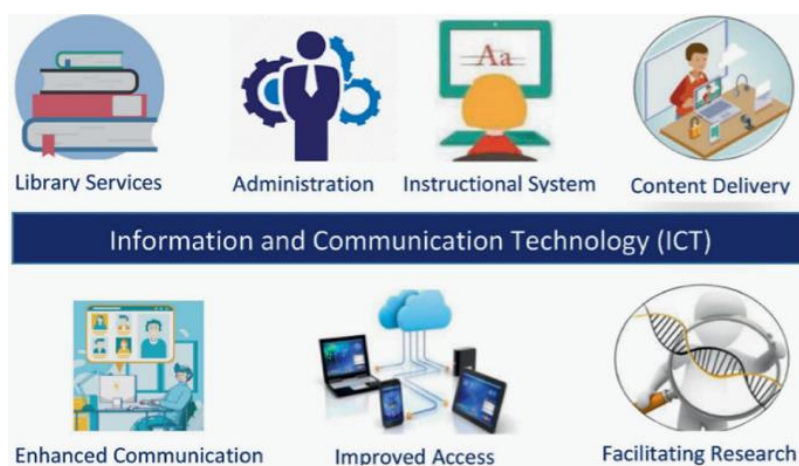 Aa
Library Services
Administration
Instructional System
Content Delivery
Information and Communication Technology (ICT)
Enhanced Communication
Improved Access
Facilitating Research